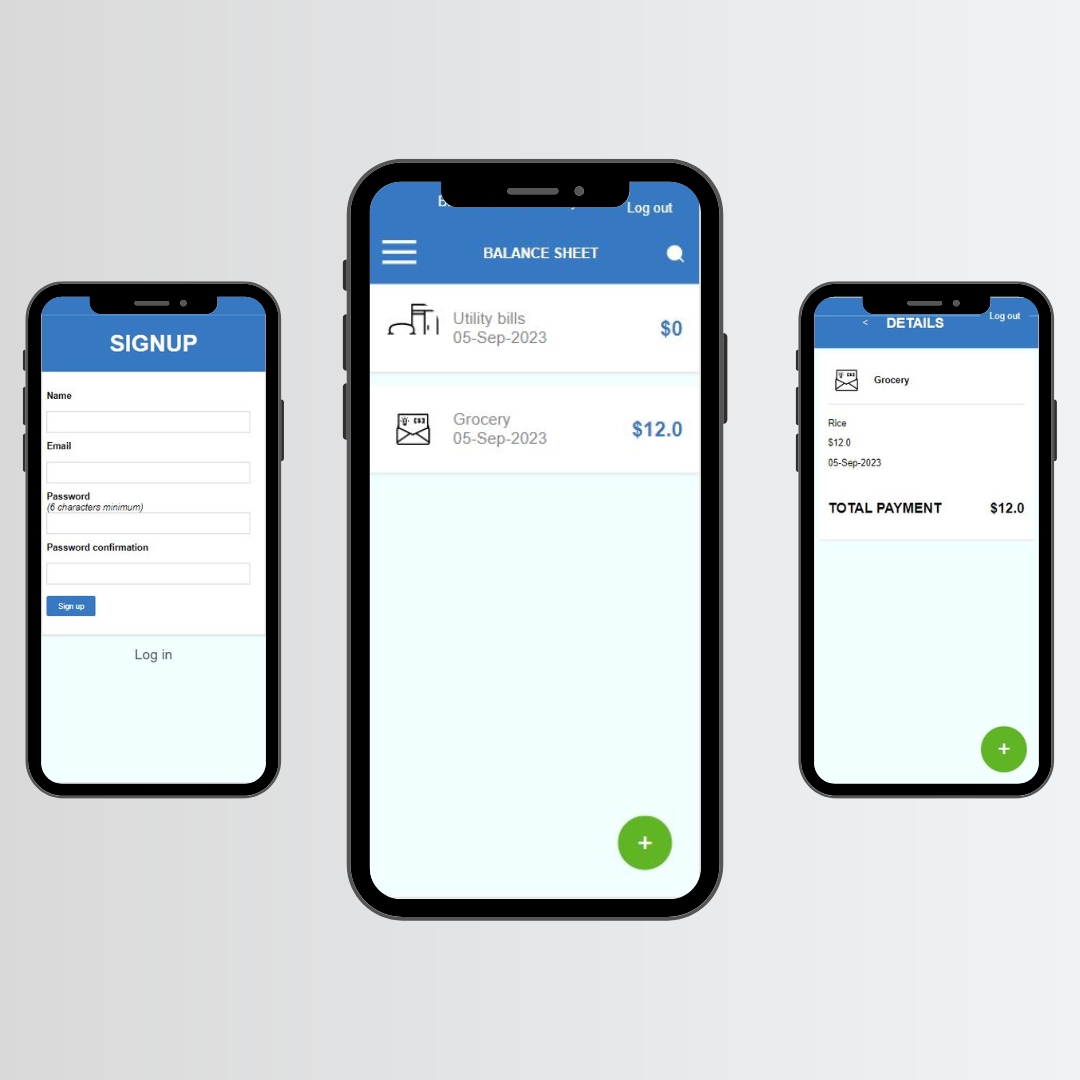 SIGNUP
Name
Email
Password
(6 characters minimum)
Password confirmation
Sign up
Log in
Log out
BALANCE SHEET
Utility bills
05-Sep-2023
$0
Grocery
05-Sep-2023
$12.0
+
Log out
< DETAILS
Grocery
Rice
$12.0
05-Sep-2023
TOTAL PAYMENT $12.0
+